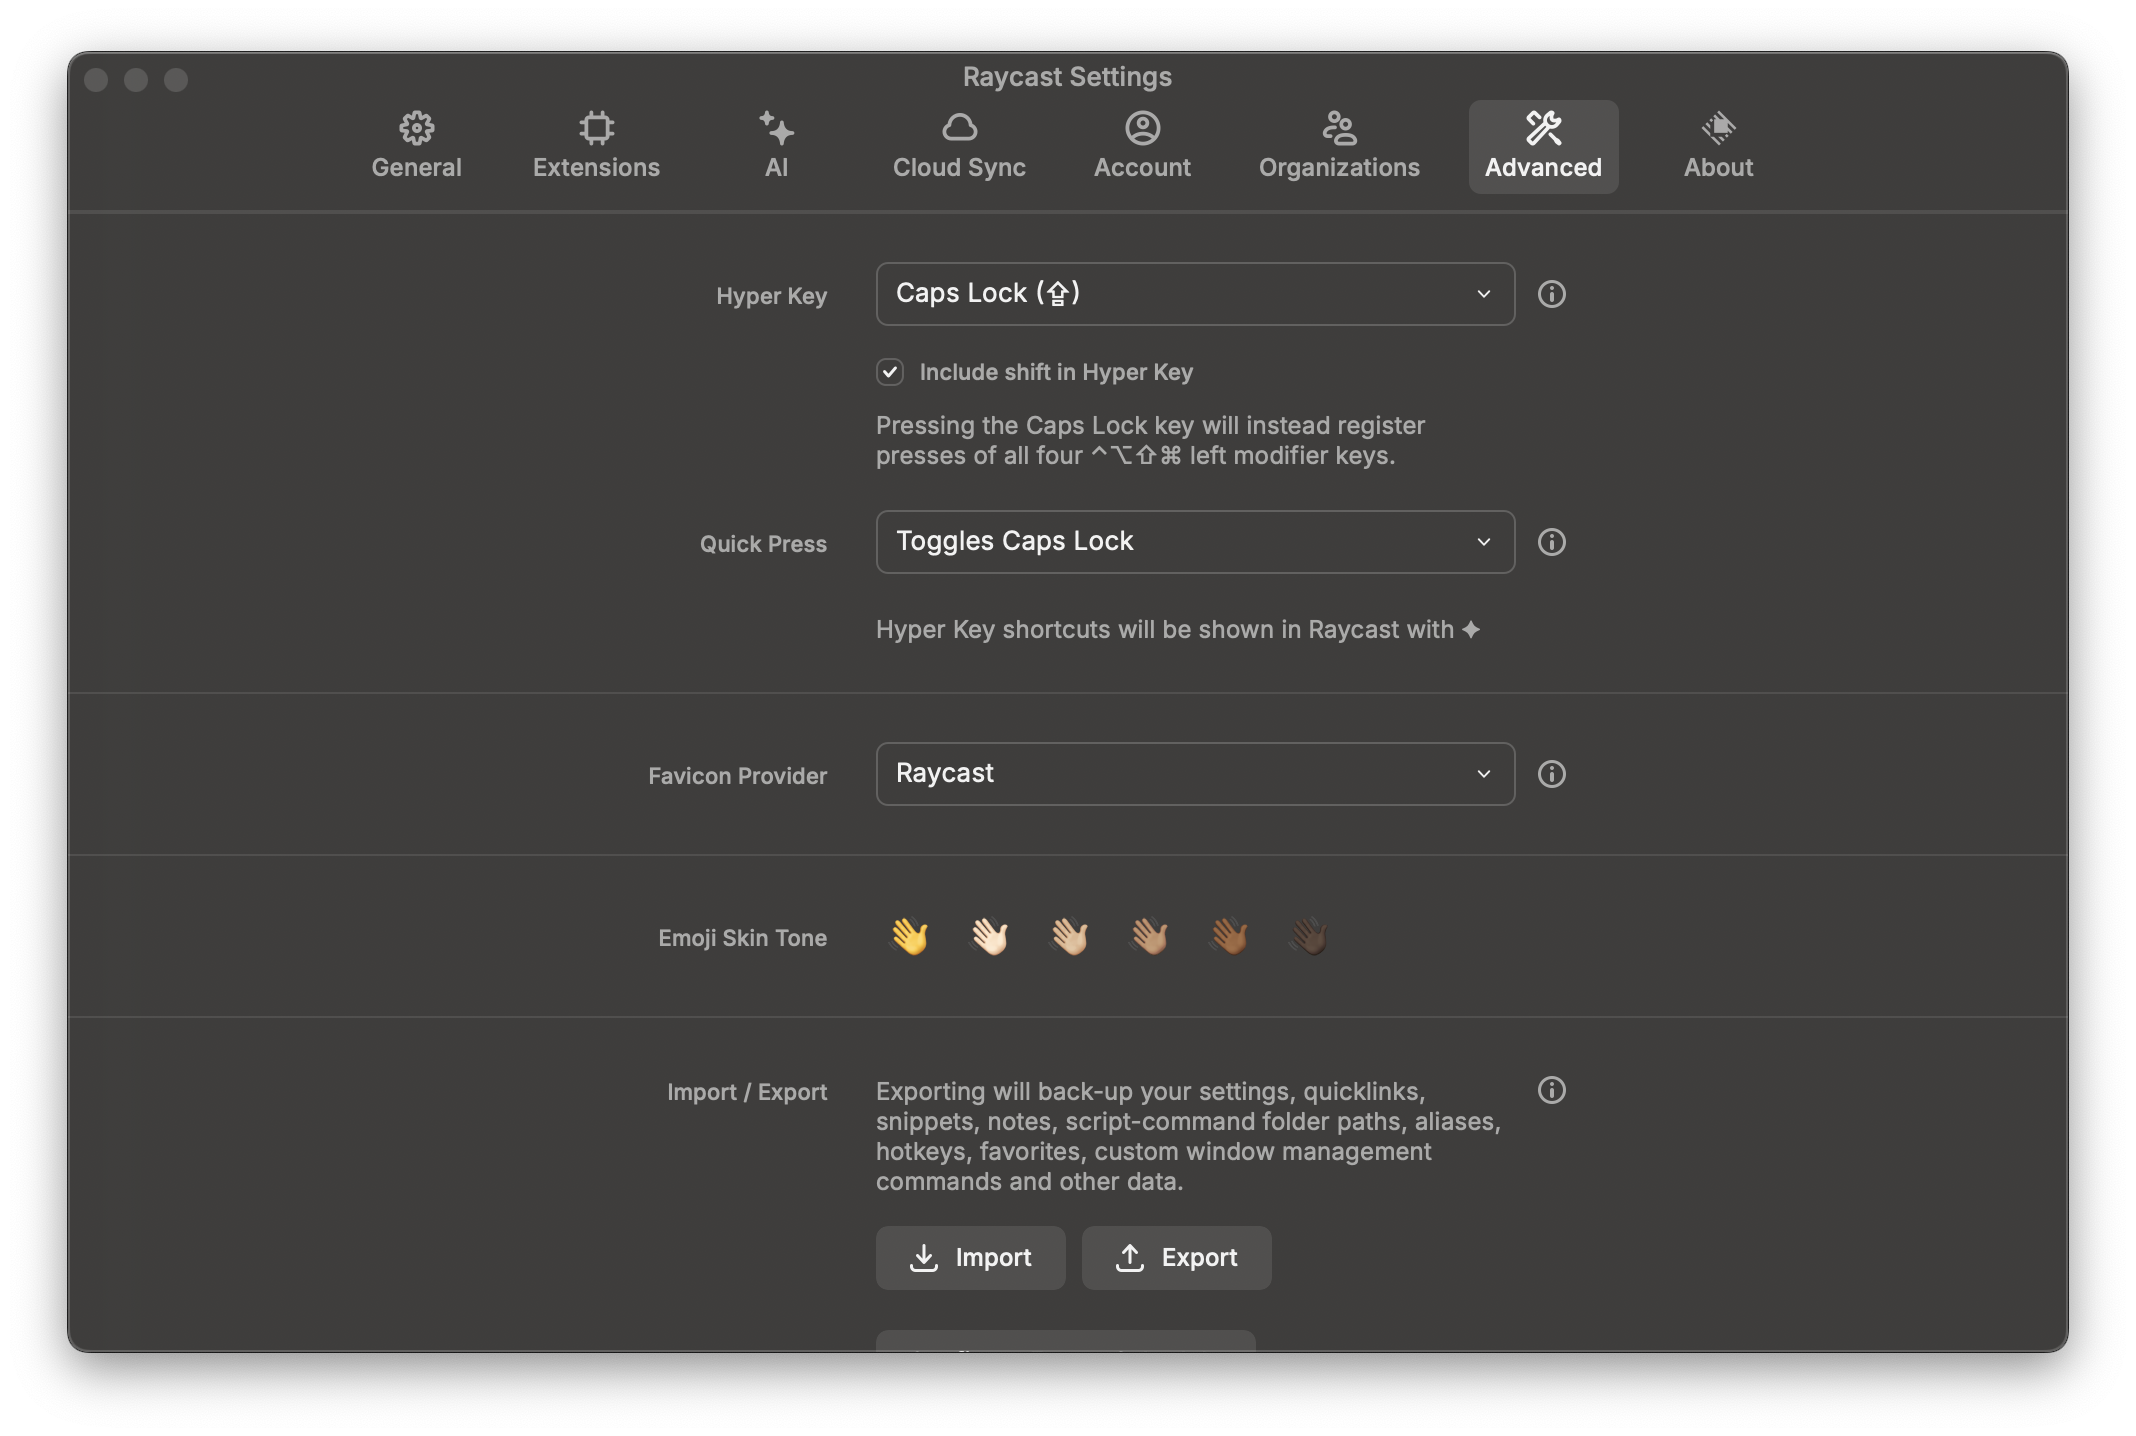 Raycast Settings
General
Extensions
AI
Cloud Sync
Account
Organizations
Advanced
About
Hyper Key
Caps Lock (⇪)
Include shift in Hyper Key
Pressing the Caps Lock key will instead register
presses of all four ^⌥⇧⌘ left modifier keys.
Quick Press
Toggles Caps Lock
Hyper Key shortcuts will be shown in Raycast with ✦
Favicon Provider
Raycast
Emoji Skin Tone
Import / Export
Exporting will back-up your settings, quicklinks,
snippets, notes, script-command folder paths, aliases,
hotkeys, favorites, custom window management
commands and other data.
Import
Export